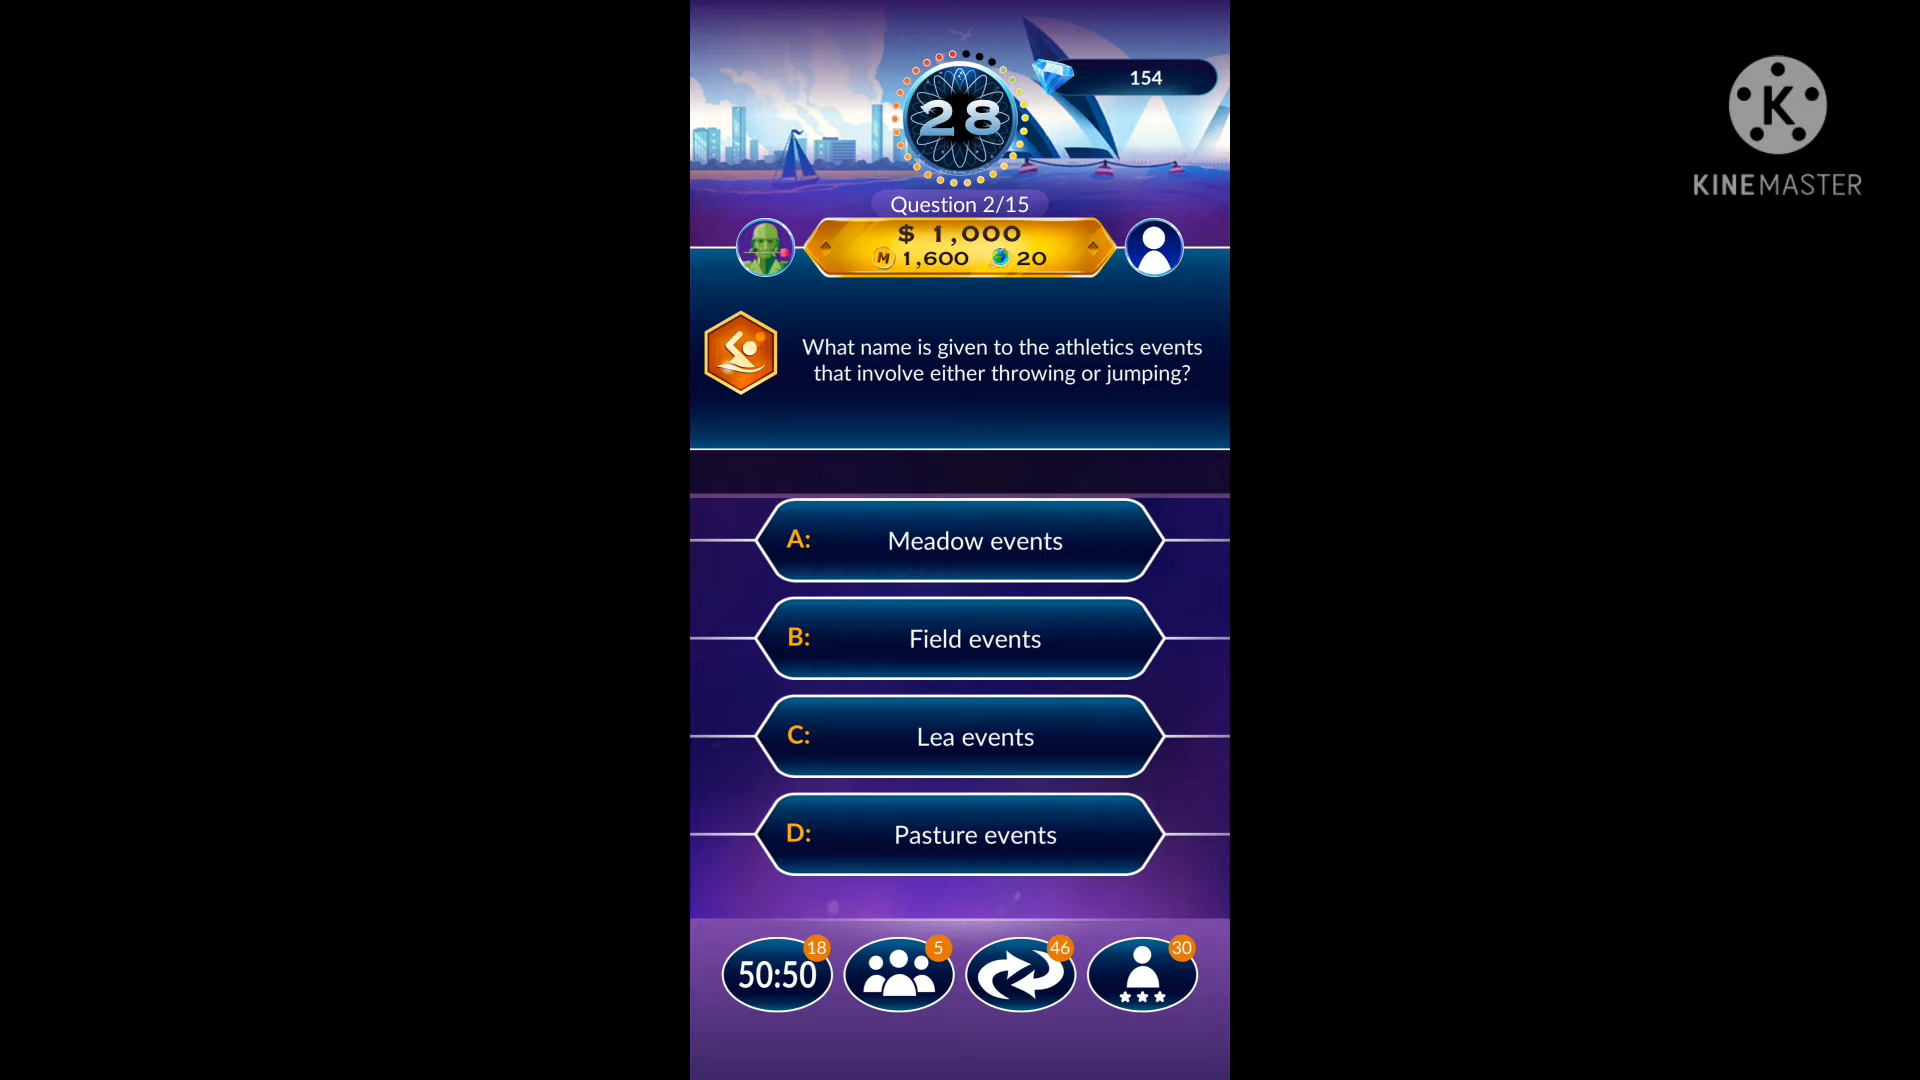 154
28
K
KINEMASTER
Question 2/15
$ 1,000
M 1,600 20
What name is given to the athletics events
that involve either throwing or jumping?
A: Meadow events
B: Field events
C: Lea events
D: Pasture events
18 5 46 30
50:50